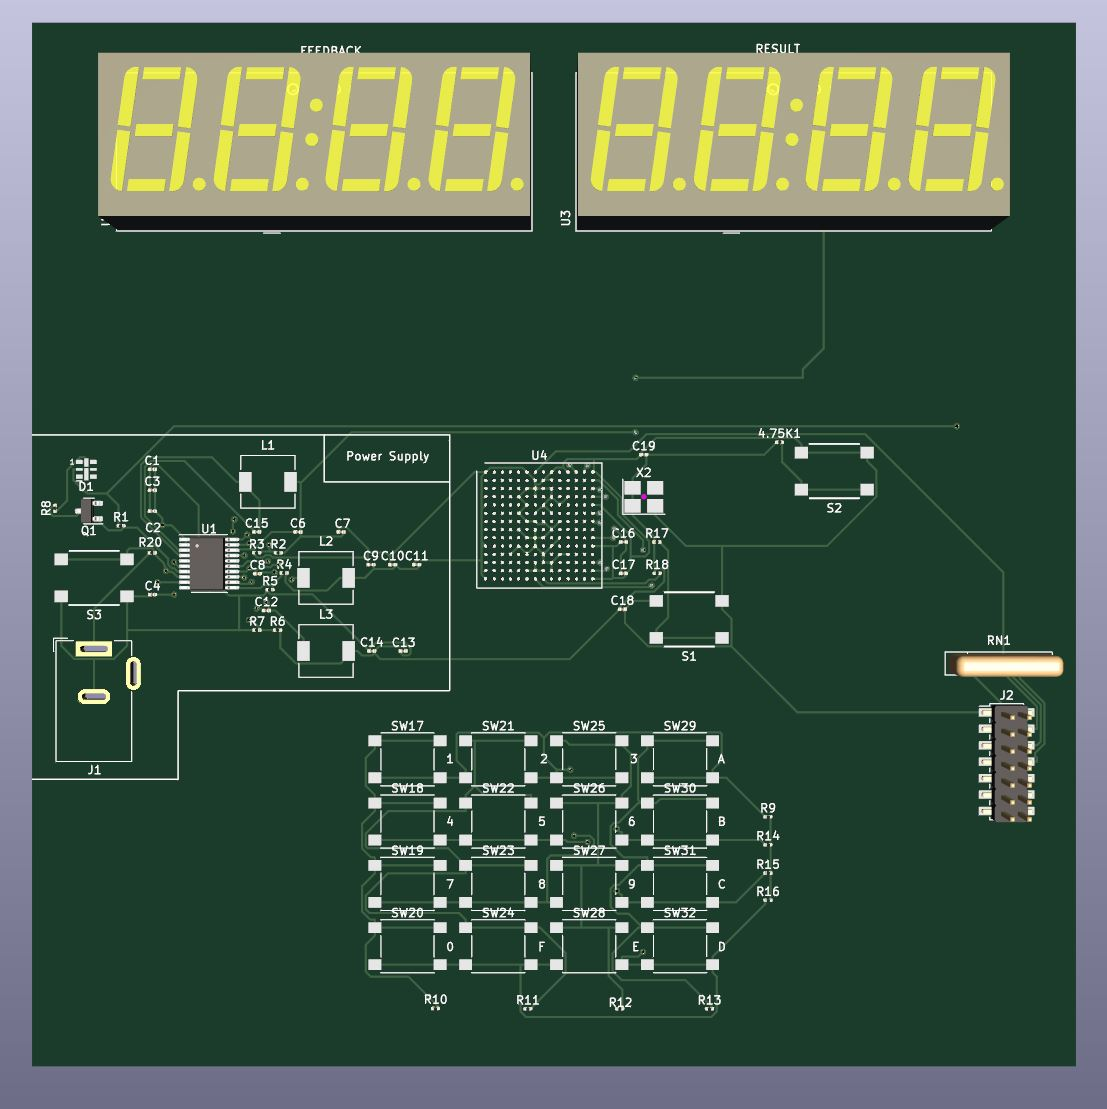 FEEDBACK
RESULT
U3
4.75K1
C19
L1
Power Supply
U4
C1
X2
1
D1
C3
S2
R8
R1
C2
Q1
U1
C15
C6
C7
C16
R17
R20
R3
R2
L2
C8
R4
C9
C10
C11
C17
R18
C4
R5
C12
C18
S3
R7
R6
L3
C14
C13
S1
RN1
J2
J1
SW17
SW21
SW25
SW29
1
2
3
A
SW18
SW22
SW26
SW30
R9
4
5
6
B
R14
SW19
SW23
SW27
SW31
R15
7
8
9
C
R16
SW20
SW24
SW28
SW32
0
F
E
D
R10
R11
R12
R13